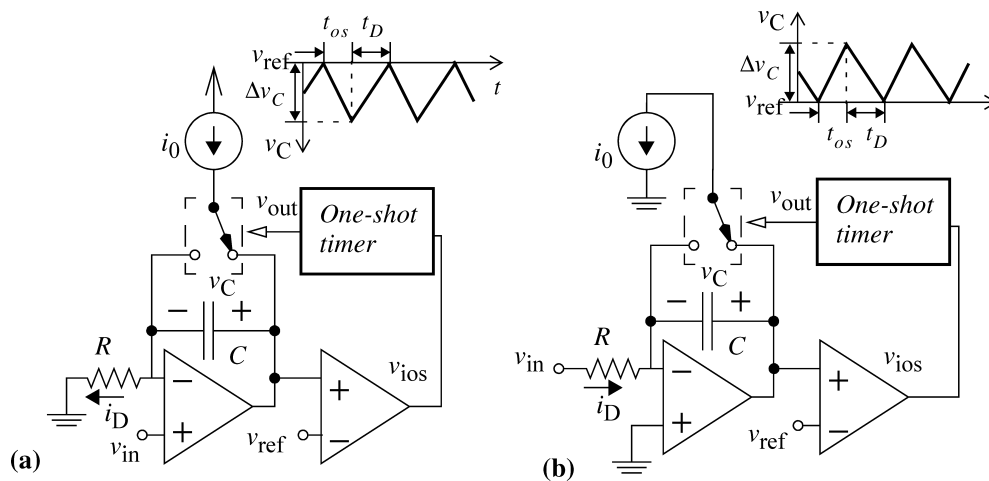 v_C
t_os t_D
v_ref
Δv_C
t
v_C
i_0
v_out
One-shot
timer
v_C
− +
R
C
−
i_D
+
v_in
+
v_ref
−
v_ios
(a)
v_C
Δv_C
v_ref
t_os t_D
i_0
v_out
One-shot
timer
v_C
− +
R
C
v_in
−
i_D
+
+
v_ref
−
v_ios
(b)